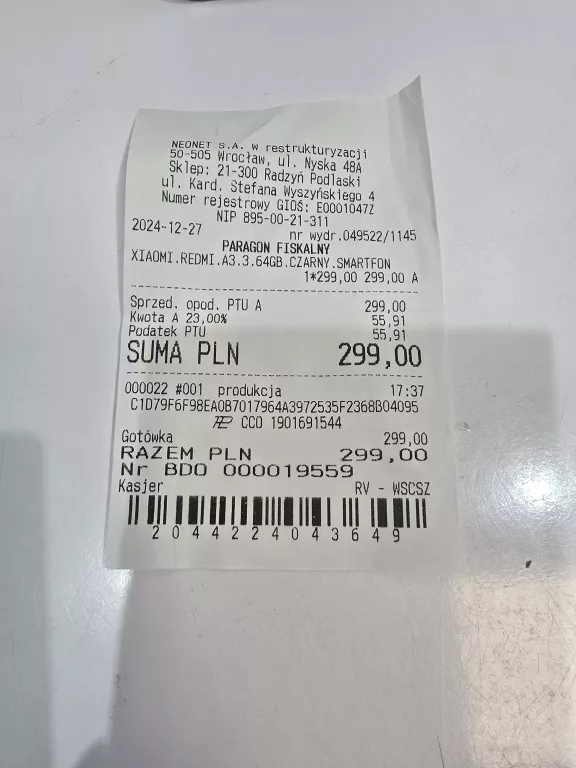 NEONET S.A. w restrukturyzacji
50-505 Wrocław, ul. Nyska 48A
Sklep: 21-300 Radzyń Podlaski
ul. Kard. Stefana Wyszyńskiego 4
Numer rejestrowy GIOŚ: E0001047Z
NIP 895-00-21-311
2024-12-27 nr wydr.049522/1145
PARAGON FISKALNY
XIAOMI.REDMI.A3.3.64GB.CZARNY.SMARTFON
1*299,00 299,00 A
Sprzed. opod. PTU A 299,00
Kwota A 23,00% 55,91
Podatek PTU 55,91
SUMA PLN 299,00
000022 #001 produkcja 17:37
C1D79F6F98EA0B7017964A3972535F2368B04095
CCO 1901691544
Gotówka 299,00
RAZEM PLN 299,00
Nr BDO 000019559
Kasjer RV - WSCSZ
2044224043649